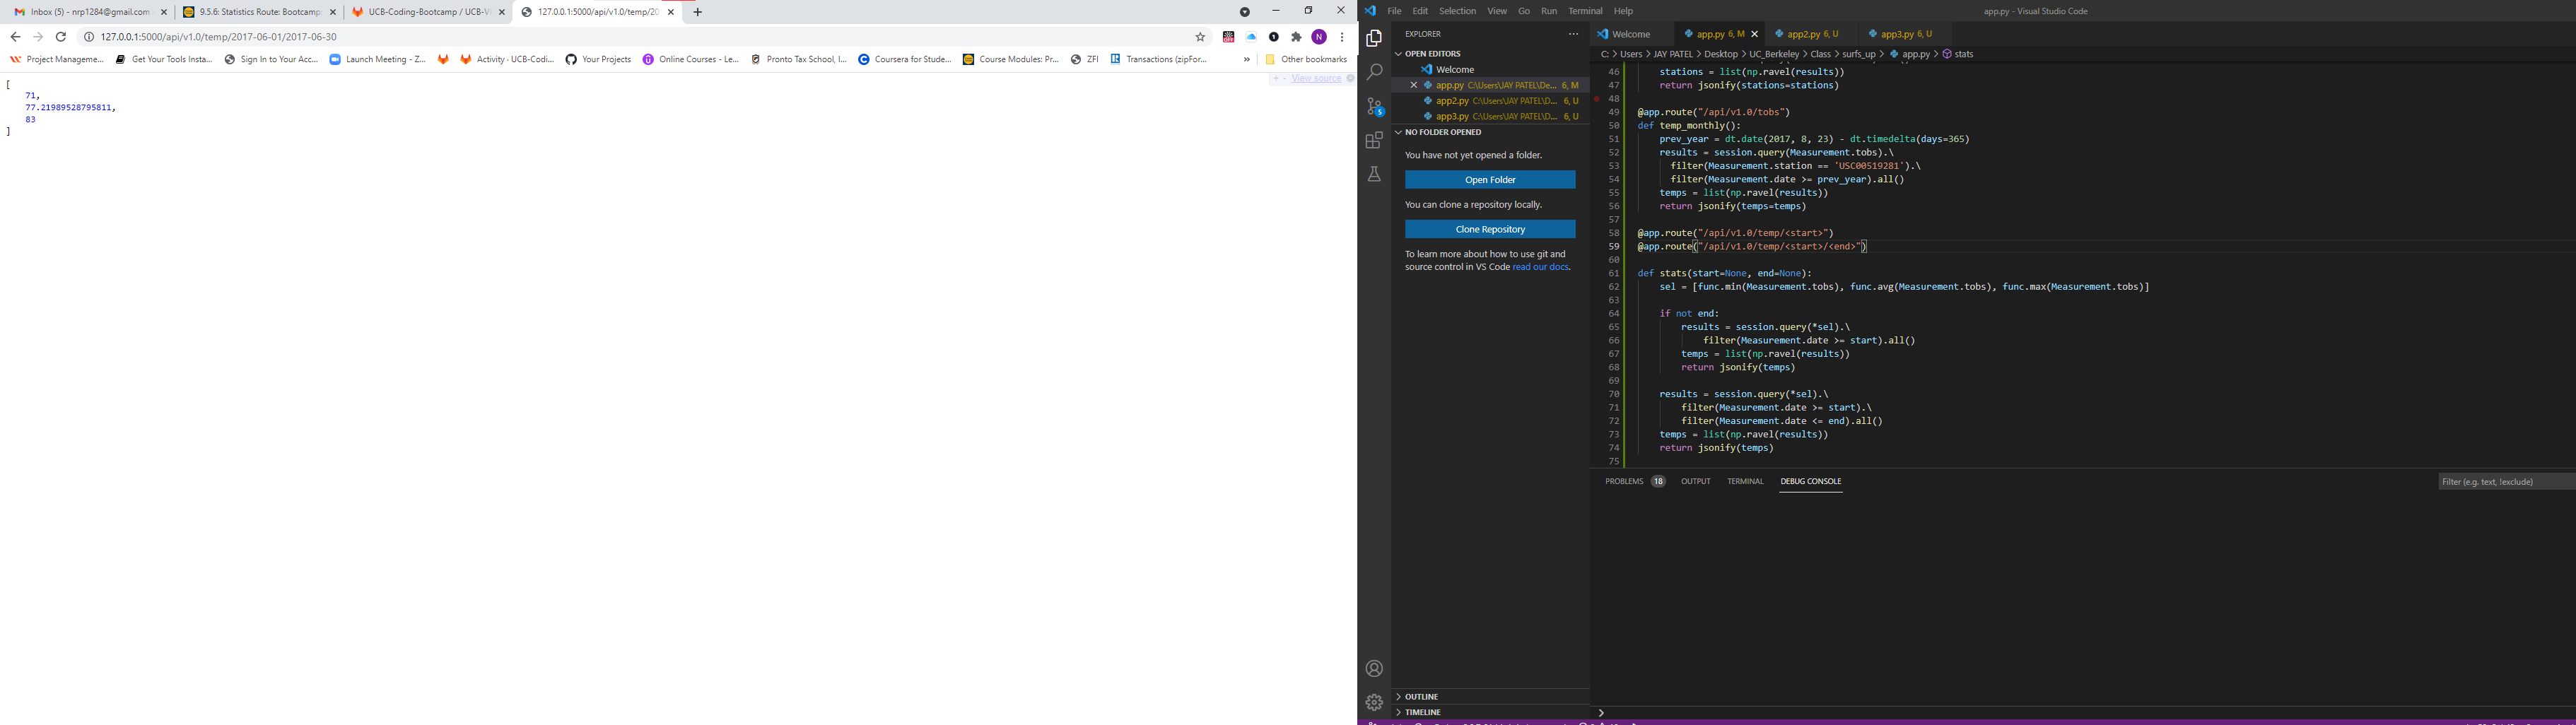 Inbox (5) - nrp1284@gmail.com
9.5.6: Statistics Route: Bootcamp
UCB-Coding-Bootcamp / UCB-VI
127.0.0.1:5000/api/v1.0/temp/20
127.0.0.1:5000/api/v1.0/temp/2017-06-01/2017-06-30
N
Project Manageme...
Get Your Tools Insta...
Sign In to Your Acc...
Launch Meeting - Z...
Activity · UCB-Codi...
Your Projects
Online Courses - Le...
Pronto Tax School, I...
Coursera for Stude...
Course Modules: Pr...
ZFI
Transactions (zipFor...
»
Other bookmarks
+ - View source
[
71,
77.21989528795811,
83
]
File Edit Selection View Go Run Terminal Help
app.py - Visual Studio Code
EXPLORER
OPEN EDITORS
Welcome
app.py C:\Users\JAY PATEL\De... 6, M
app2.py C:\Users\JAY PATEL\D... 6, U
app3.py C:\Users\JAY PATEL\D... 6, U
NO FOLDER OPENED
You have not yet opened a folder.
Open Folder
You can clone a repository locally.
Clone Repository
To learn more about how to use git and
source control in VS Code read our docs.
OUTLINE
TIMELINE
5
Welcome
app.py 6, M
app2.py 6, U
app3.py 6, U
C: > Users > JAY PATEL > Desktop > UC_Berkeley > Class > surfs_up > app.py > stats
46 stations = list(np.ravel(results))
47 return jsonify(stations=stations)
48
49 @app.route("/api/v1.0/tobs")
50 def temp_monthly():
51 prev_year = dt.date(2017, 8, 23) - dt.timedelta(days=365)
52 results = session.query(Measurement.tobs).\
53 filter(Measurement.station == 'USC00519281').\
54 filter(Measurement.date >= prev_year).all()
55 temps = list(np.ravel(results))
56 return jsonify(temps=temps)
57
58 @app.route("/api/v1.0/temp/<start>")
59 @app.route("/api/v1.0/temp/<start>/<end>")
60
61 def stats(start=None, end=None):
62 sel = [func.min(Measurement.tobs), func.avg(Measurement.tobs), func.max(Measurement.tobs)]
63
64 if not end:
65 results = session.query(*sel).\
66 filter(Measurement.date >= start).all()
67 temps = list(np.ravel(results))
68 return jsonify(temps)
69
70 results = session.query(*sel).\
71 filter(Measurement.date >= start).\
72 filter(Measurement.date <= end).all()
73 temps = list(np.ravel(results))
74 return jsonify(temps)
75
PROBLEMS 18 OUTPUT TERMINAL DEBUG CONSOLE
Filter (e.g. text, !exclude)